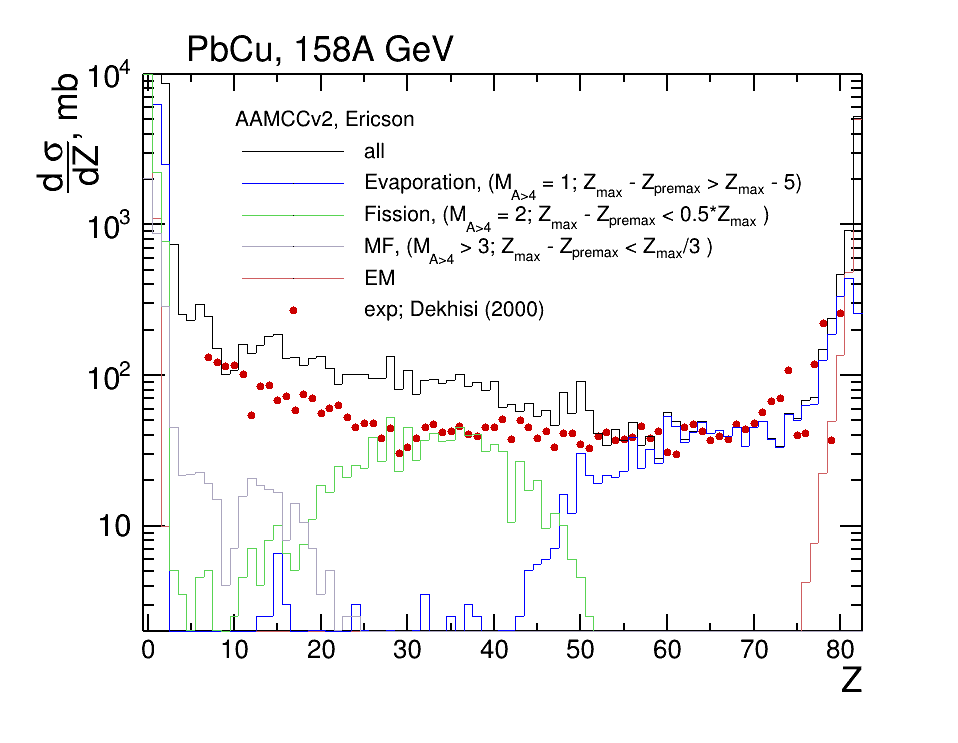 PbCu, 158A GeV
dσ/dZ, mb
10^4
10^3
10^2
10
AAMCCv2, Ericson
all
Evaporation, (M_A>4 = 1; Z_max - Z_premax > Z_max - 5)
Fission, (M_A>4 = 2; Z_max - Z_premax < 0.5*Z_max )
MF, (M_A>4 > 3; Z_max - Z_premax < Z_max/3 )
EM
exp; Dekhisi (2000)
0 10 20 30 40 50 60 70 80
Z